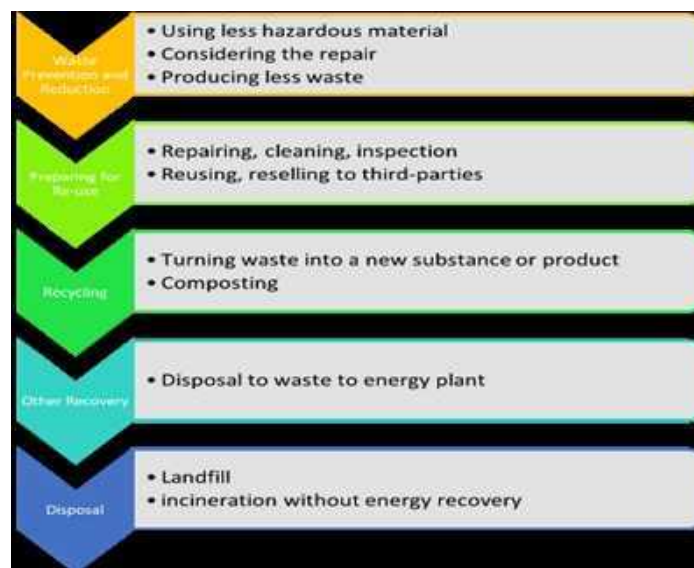 Waste
Prevention and
Reduction
• Using less hazardous material
• Considering the repair
• Producing less waste
Preparing for
Re-use
• Repairing, cleaning, inspection
• Reusing, reselling to third-parties
Recycling
• Turning waste into a new substance or product
• Composting
Other Recovery
• Disposal to waste to energy plant
Disposal
• Landfill
• incineration without energy recovery